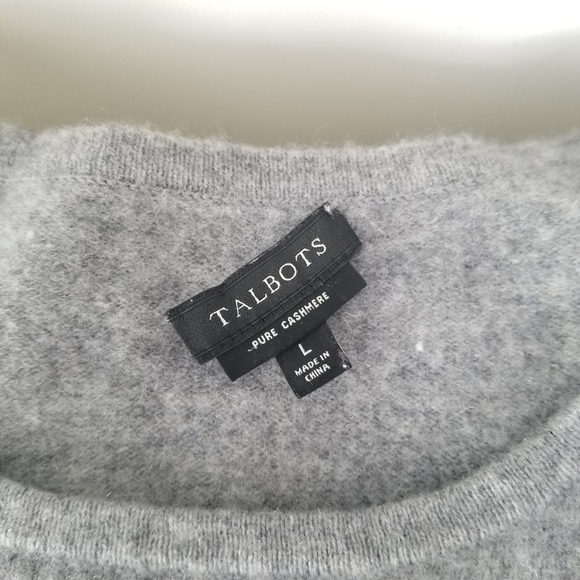 TALBOTS
PURE CASHMERE
L
MADE IN
CHINA